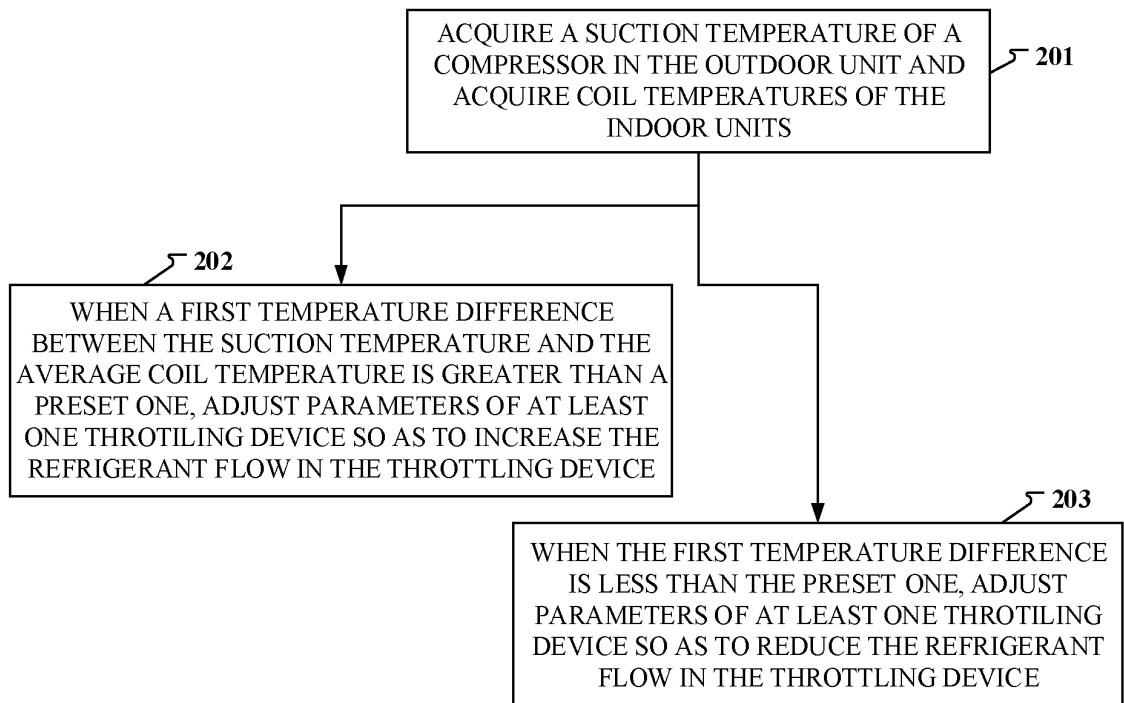 ACQUIRE A SUCTION TEMPERATURE OF A
COMPRESSOR IN THE OUTDOOR UNIT AND
ACQUIRE COIL TEMPERATURES OF THE
INDOOR UNITS
201
202
WHEN A FIRST TEMPERATURE DIFFERENCE
BETWEEN THE SUCTION TEMPERATURE AND THE
AVERAGE COIL TEMPERATURE IS GREATER THAN A
PRESET ONE, ADJUST PARAMETERS OF AT LEAST
ONE THROTILING DEVICE SO AS TO INCREASE THE
REFRIGERANT FLOW IN THE THROTTLING DEVICE
203
WHEN THE FIRST TEMPERATURE DIFFERENCE
IS LESS THAN THE PRESET ONE, ADJUST
PARAMETERS OF AT LEAST ONE THROTILING
DEVICE SO AS TO REDUCE THE REFRIGERANT
FLOW IN THE THROTTLING DEVICE